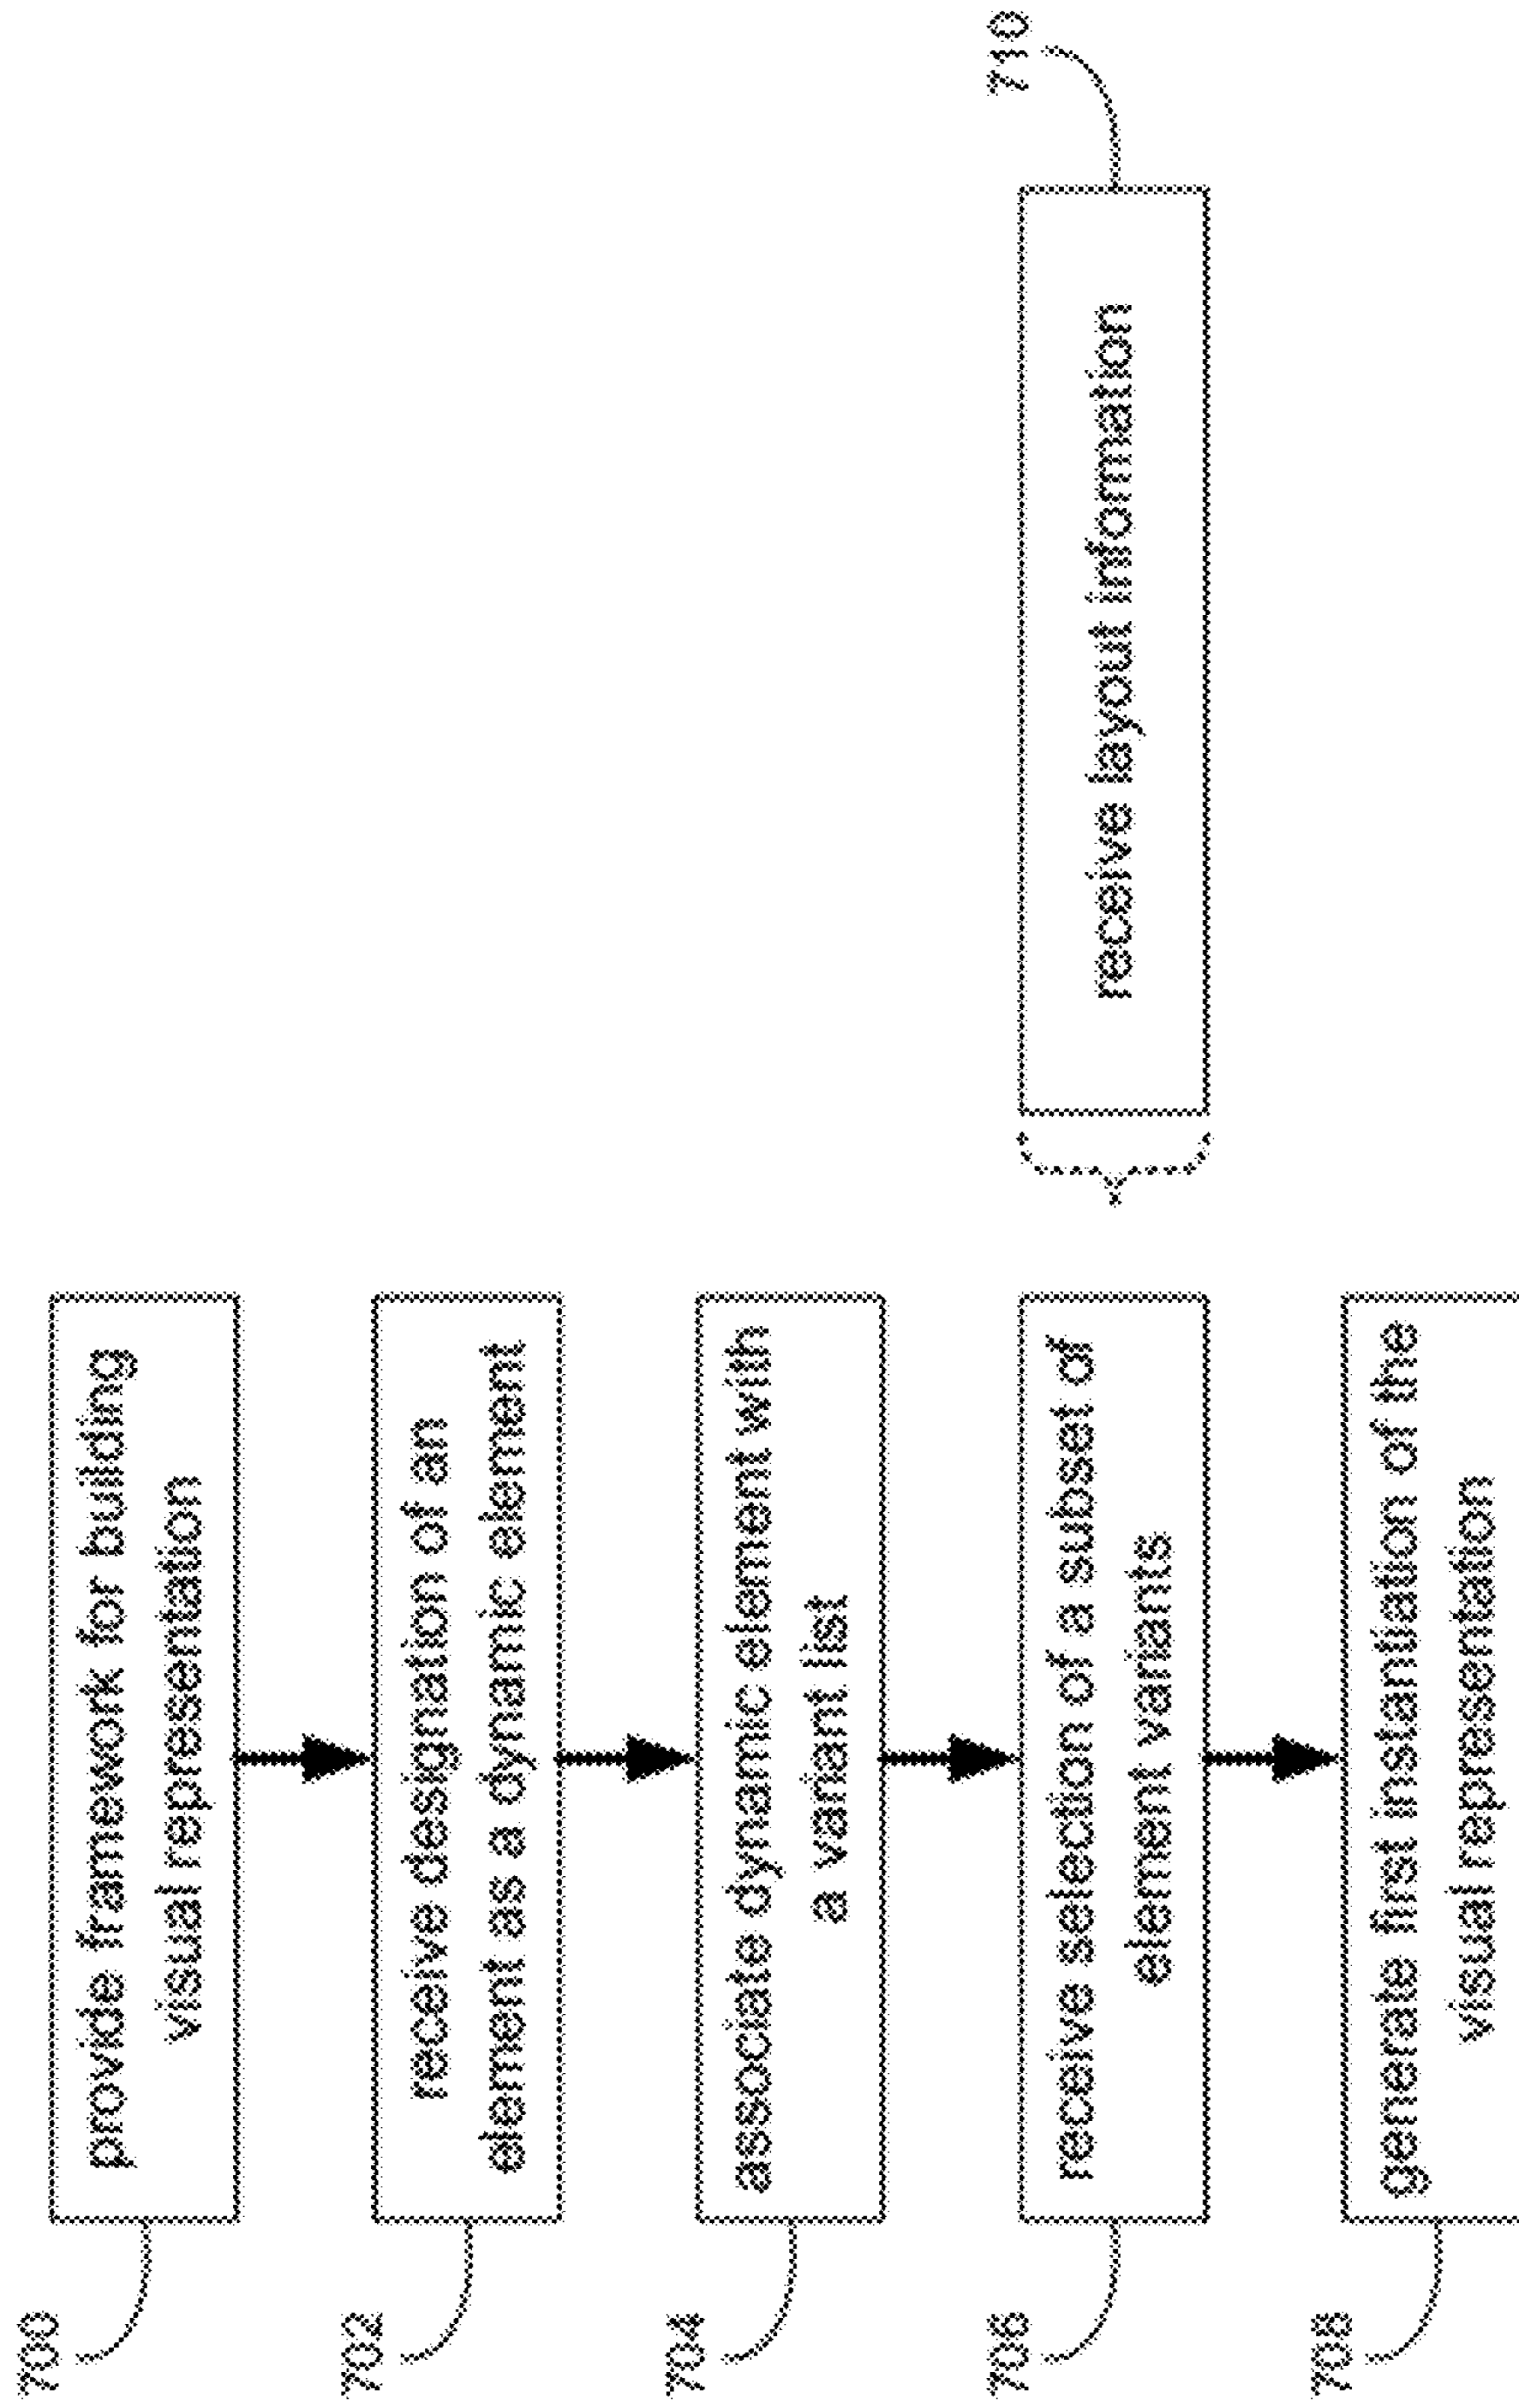 700
provide framework for building
visual representation
702
receive designation of an
element as a dynamic element
704
associate dynamic element with
a variant list
706
receive selection of a subset of
element variants
710
receive layout information
708
generate first instantiation of the
visual representation